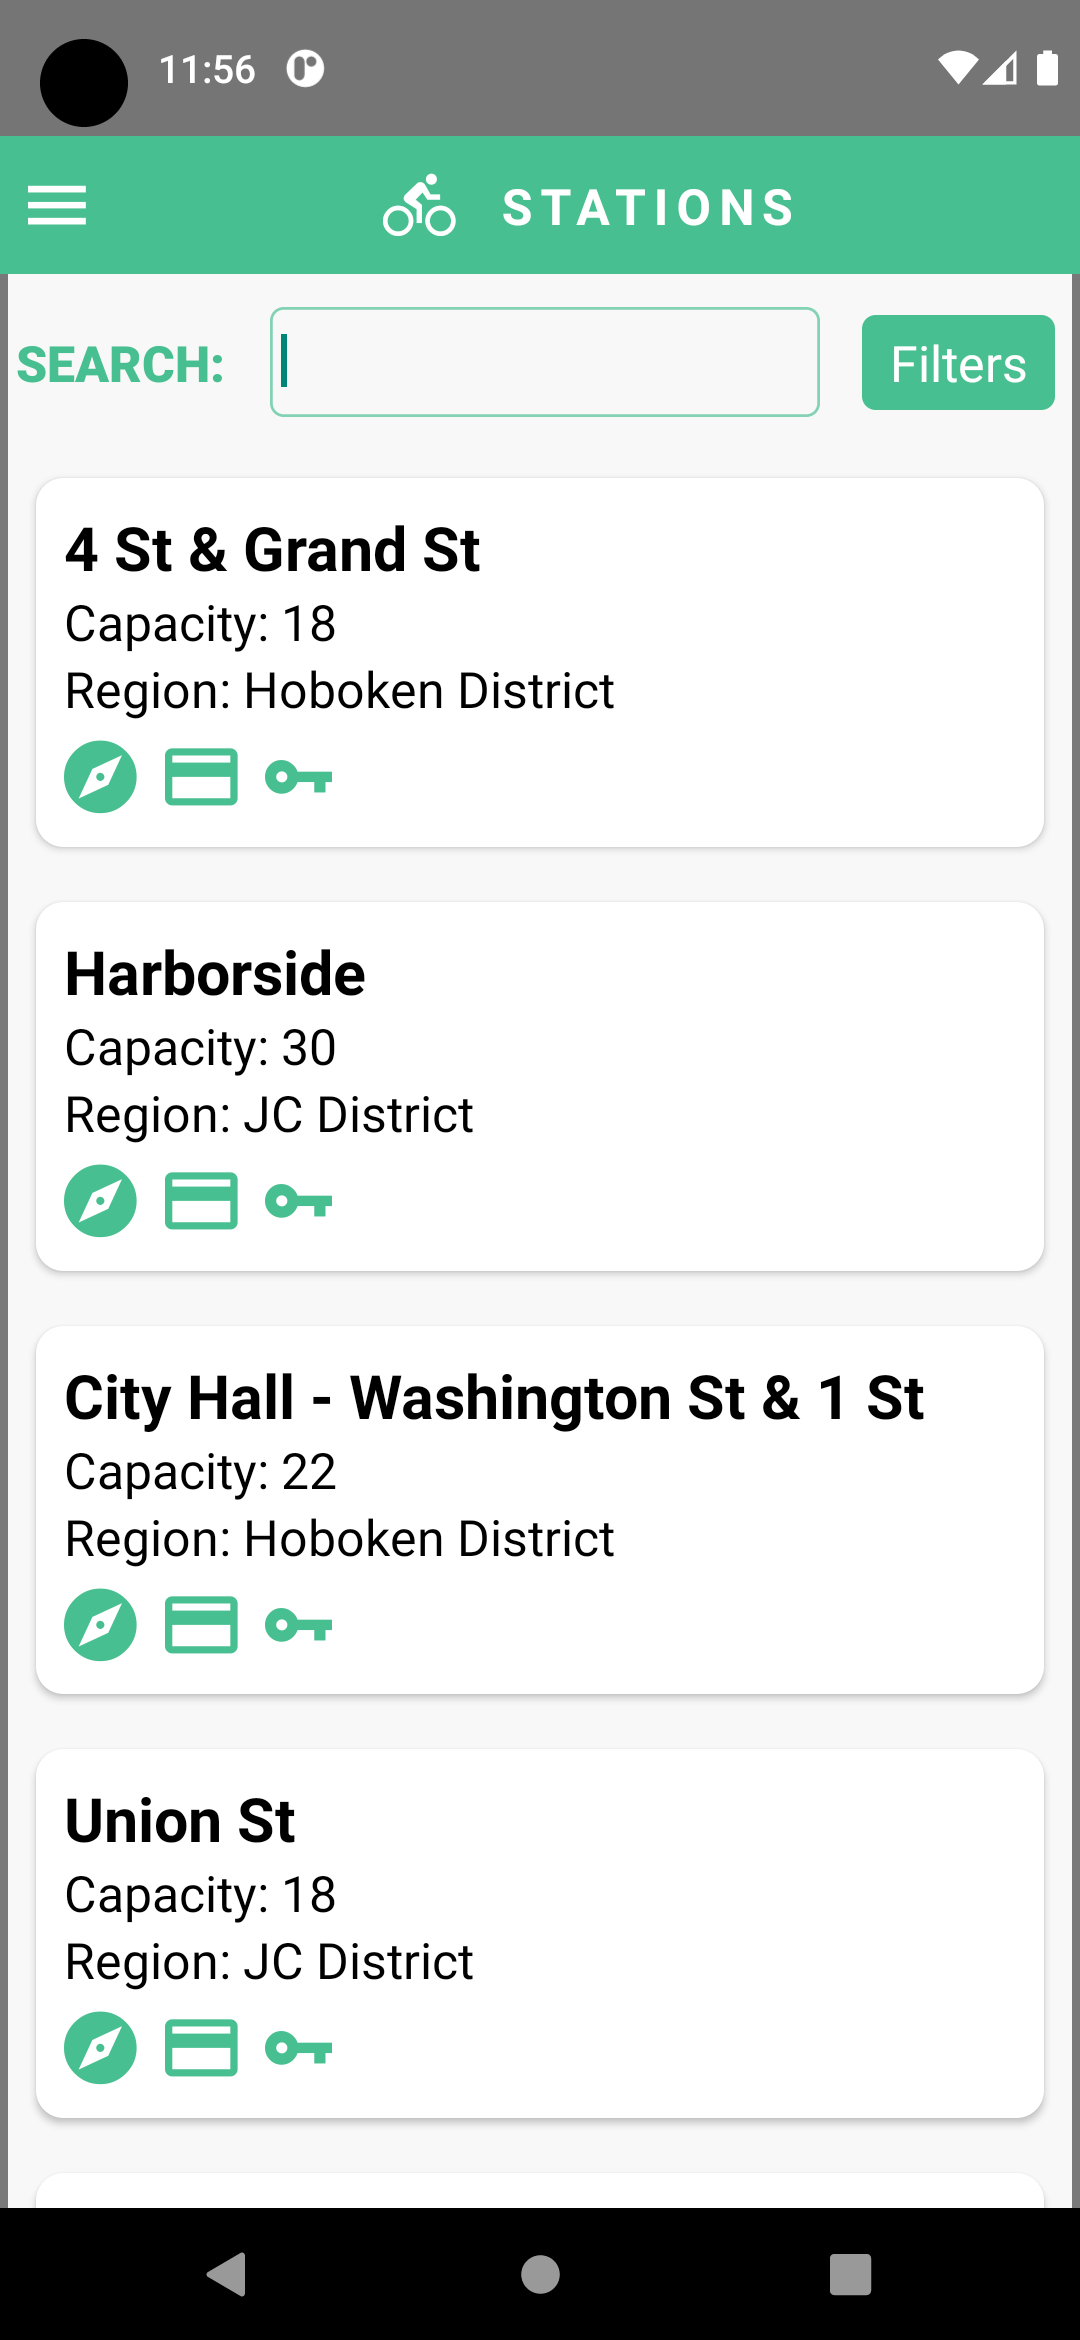 11:56
STATIONS
SEARCH:
Filters
4 St & Grand St
Capacity: 18
Region: Hoboken District
Harborside
Capacity: 30
Region: JC District
City Hall - Washington St & 1 St
Capacity: 22
Region: Hoboken District
Union St
Capacity: 18
Region: JC District